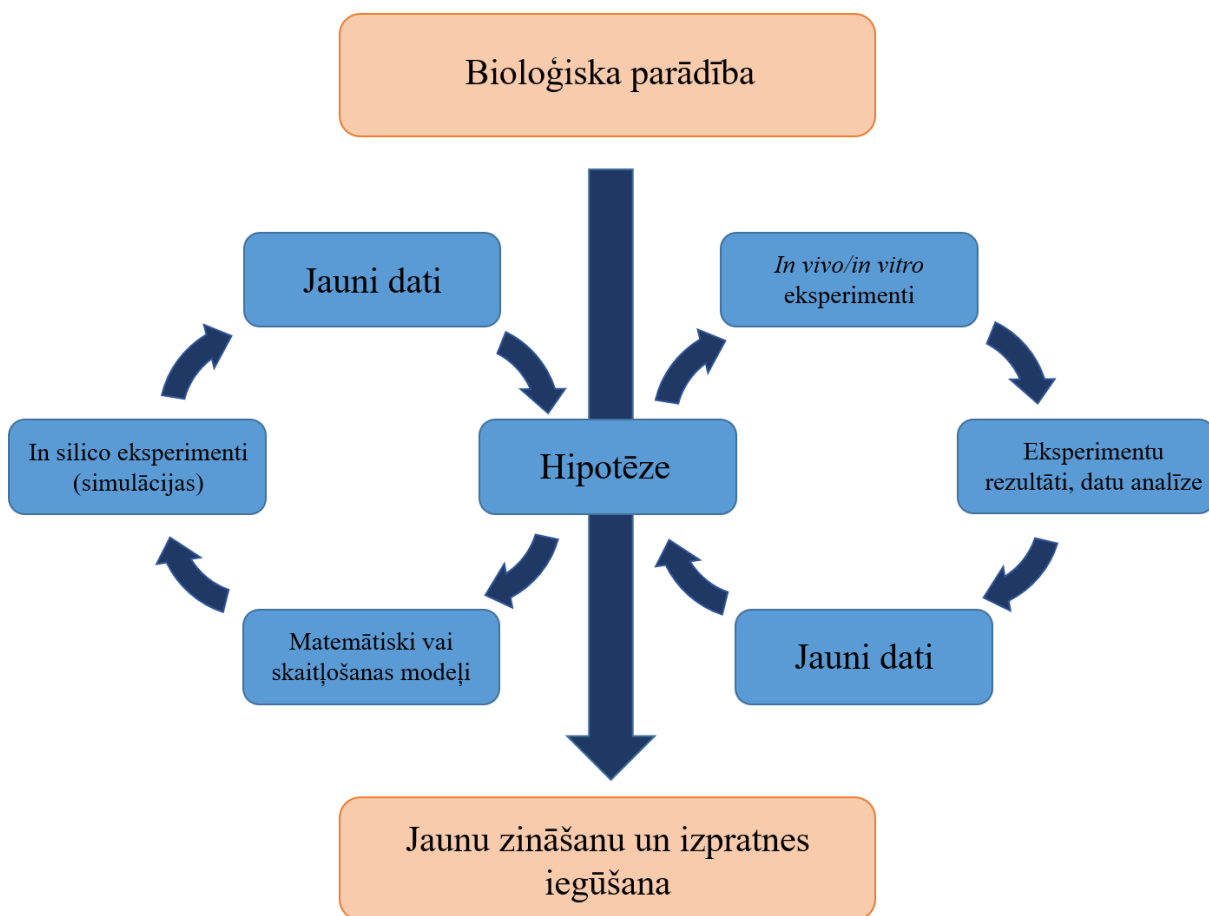 Bioloģiska parādība
Jauni dati
In vivo/in vitro
eksperimenti
In silico eksperimenti
(simulācijas)
Hipotēze
Eksperimentu
rezultāti, datu analīze
Matemātiski vai
skaitļošanas modeļi
Jauni dati
Jaunu zināšanu un izpratnes
iegūšana